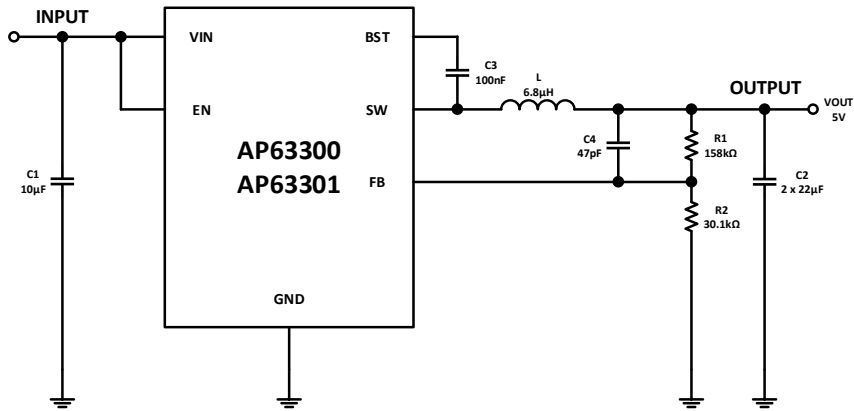 INPUT
VIN
BST
C3
100nF
L
6.8µH
OUTPUT
VOUT
5V
EN
SW
AP63300
AP63301
C4
47pF
R1
158kΩ
C1
10µF
FB
C2
2 x 22µF
R2
30.1kΩ
GND